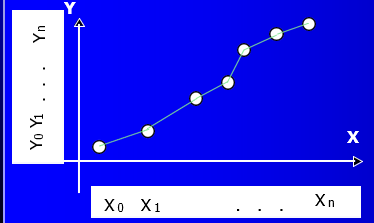 Y
Y₀ Y₁ . . . Yₙ
X
X₀ X₁ . . . Xₙ